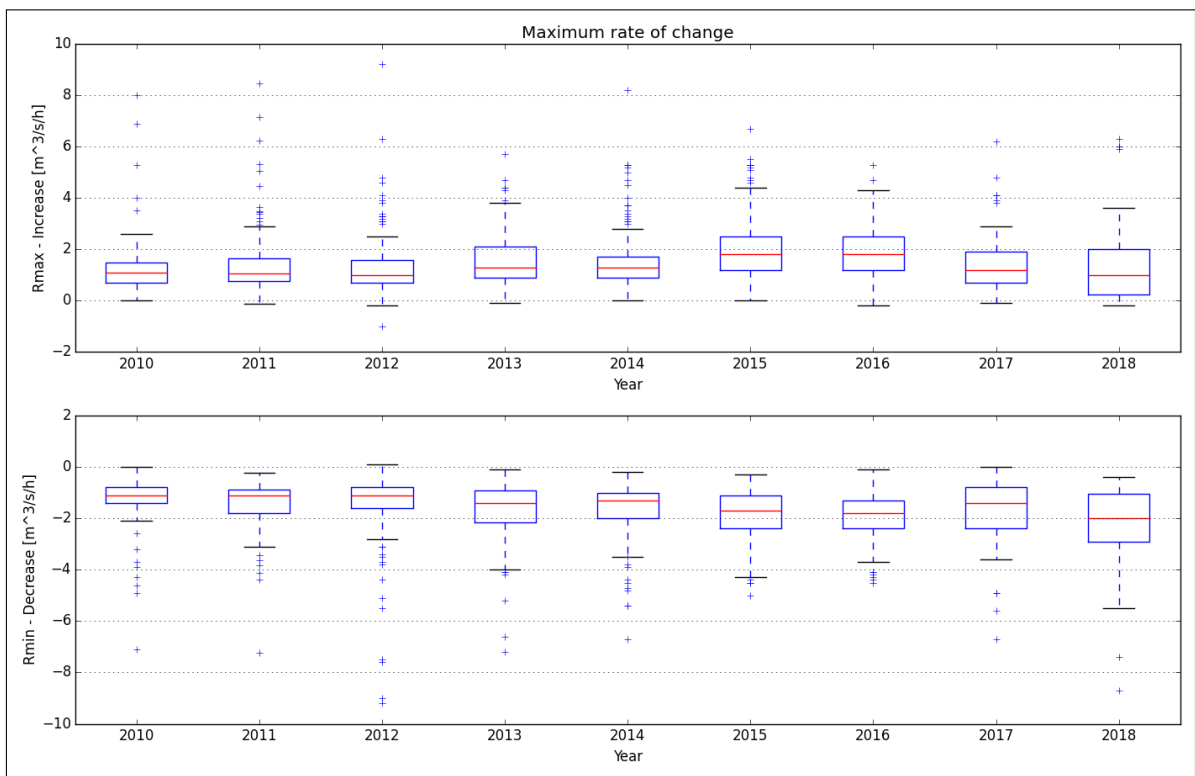 Maximum rate of change
Rmax - Increase [m^3/s/h]
10
8
6
4
2
0
−2
2010 2011 2012 2013 2014 2015 2016 2017 2018
Year
Rmin - Decrease [m^3/s/h]
2
0
−2
−4
−6
−8
−10
2010 2011 2012 2013 2014 2015 2016 2017 2018
Year